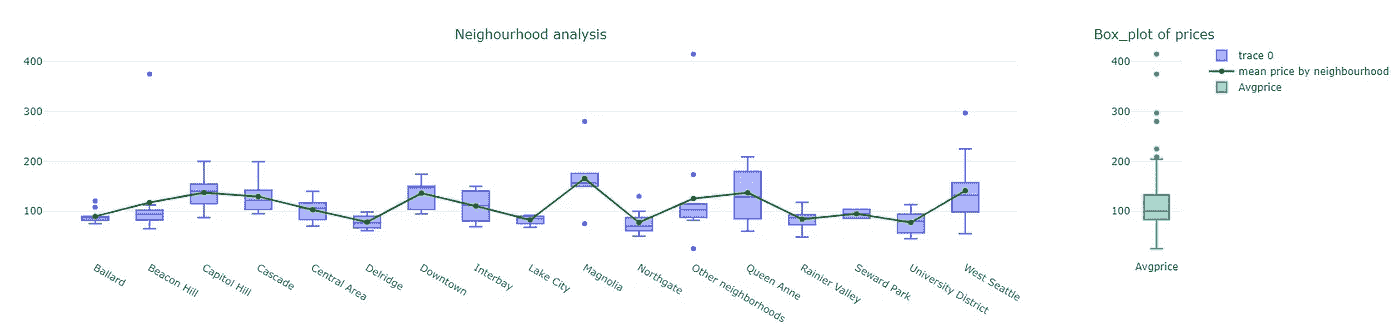 Neighourhood analysis
400
300
200
100
Ballard
Beacon Hill
Capitol Hill
Cascade
Central Area
Delridge
Downtown
Interbay
Lake City
Magnolia
Northgate
Other neighborhoods
Queen Anne
Rainier Valley
Seward Park
University District
West Seattle
Box_plot of prices
400
300
200
100
Avgprice
trace 0
mean price by neighbourhood
Avgprice